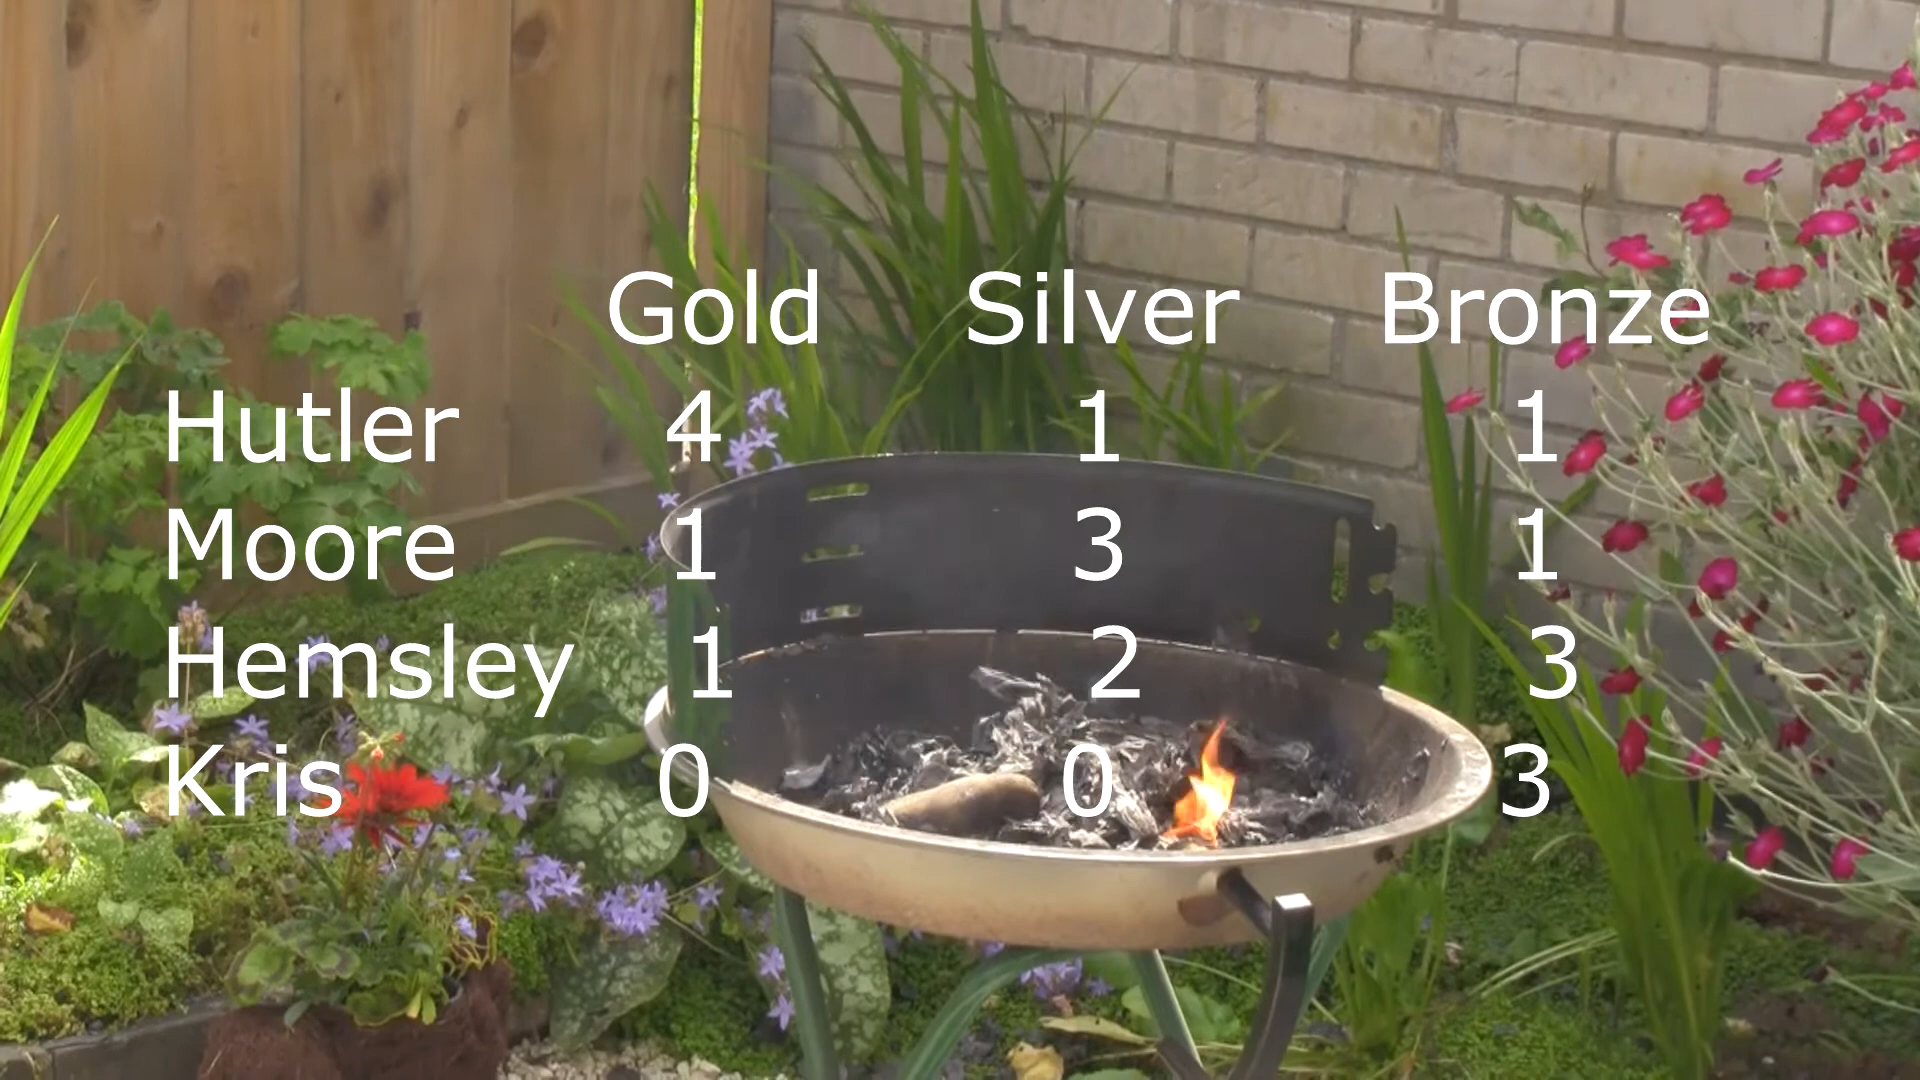 Gold Silver Bronze
Hutler 4 1 1
Moore 1 3 1
Hemsley 1 2 3
Kris 0 0 3